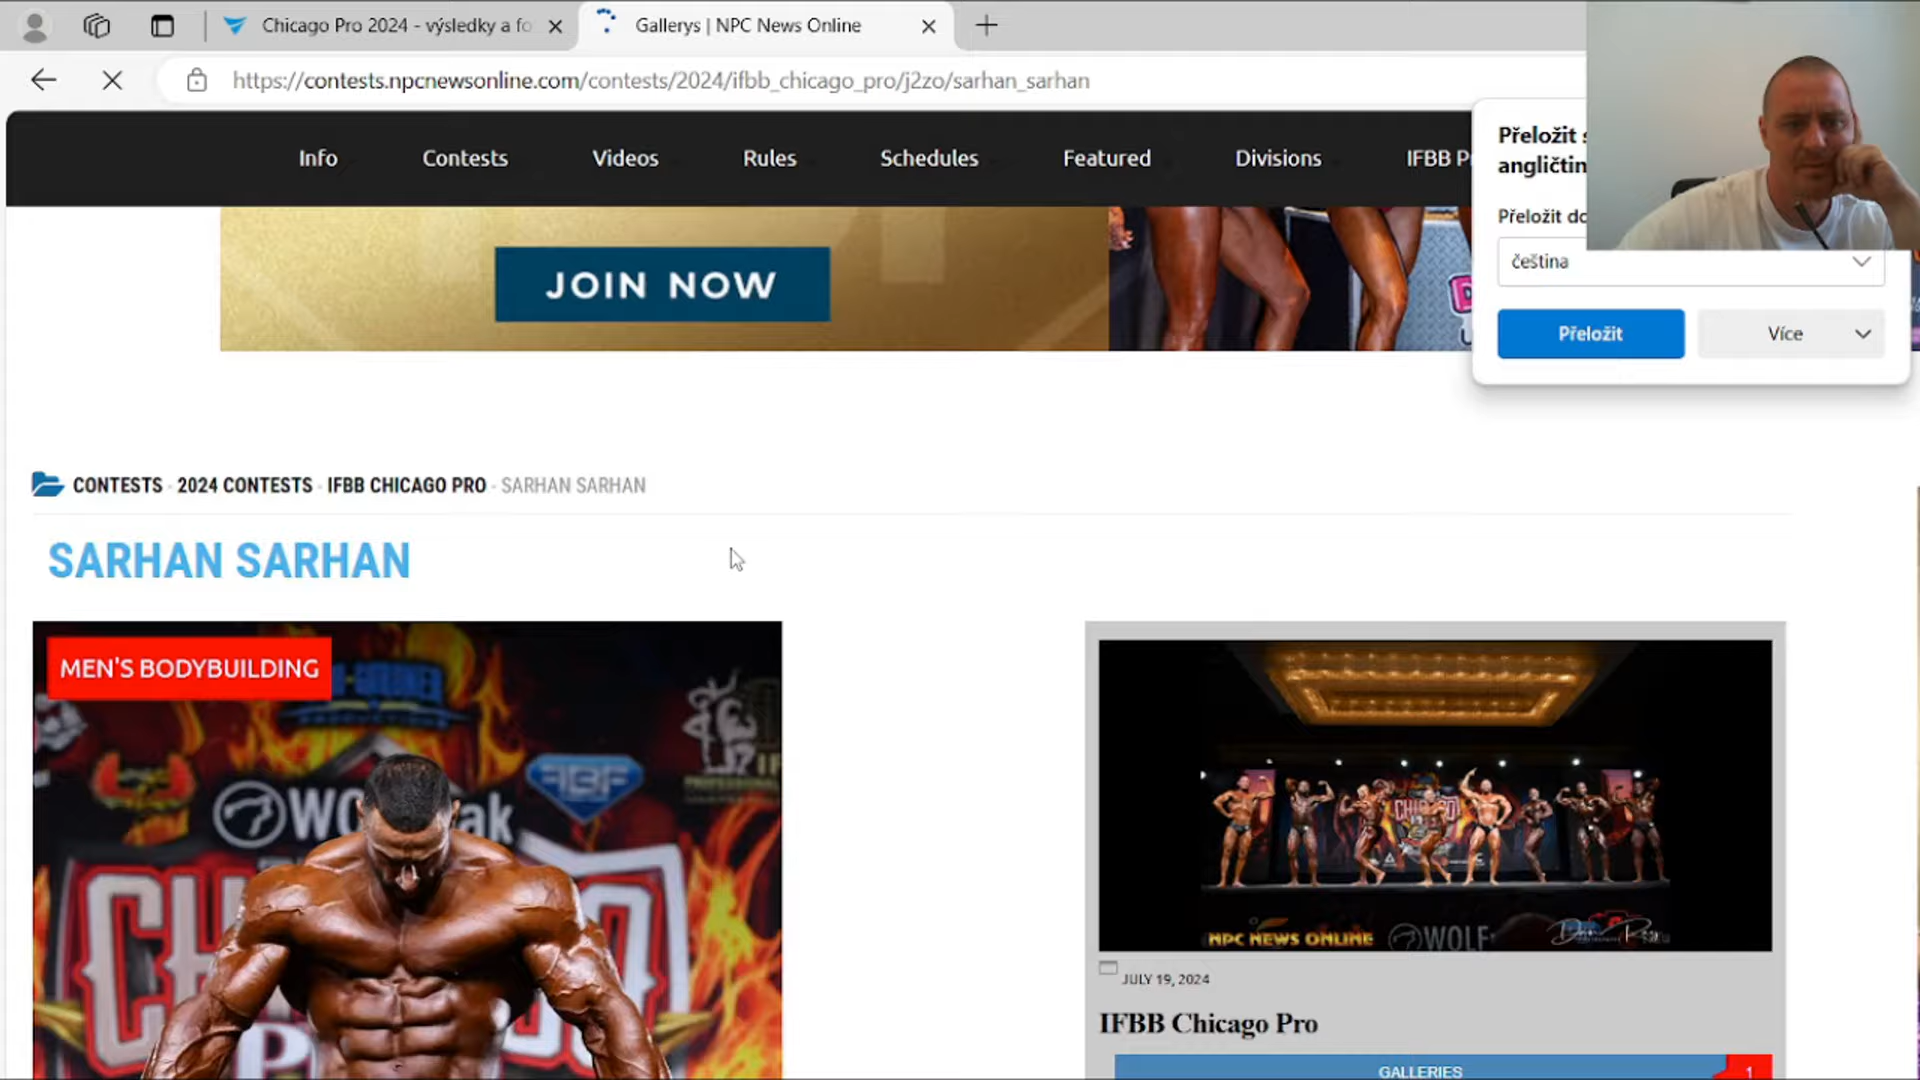 Chicago Pro 2024 - výsledky a fo
Gallerys | NPC News Online
https://contests.npcnewsonline.com/contests/2024/ifbb_chicago_pro/j2zo/sarhan_sarhan
Info Contests Videos Rules Schedules Featured Divisions IFBB P
Přeložit s
angličtin
Přeložit do
čeština
Přeložit Více
JOIN NOW
CONTESTS - 2024 CONTESTS - IFBB CHICAGO PRO - SARHAN SARHAN
SARHAN SARHAN
MEN'S BODYBUILDING
NPC NEWS ONLINE WOLF
JULY 19, 2024
IFBB Chicago Pro
GALLERIES 1